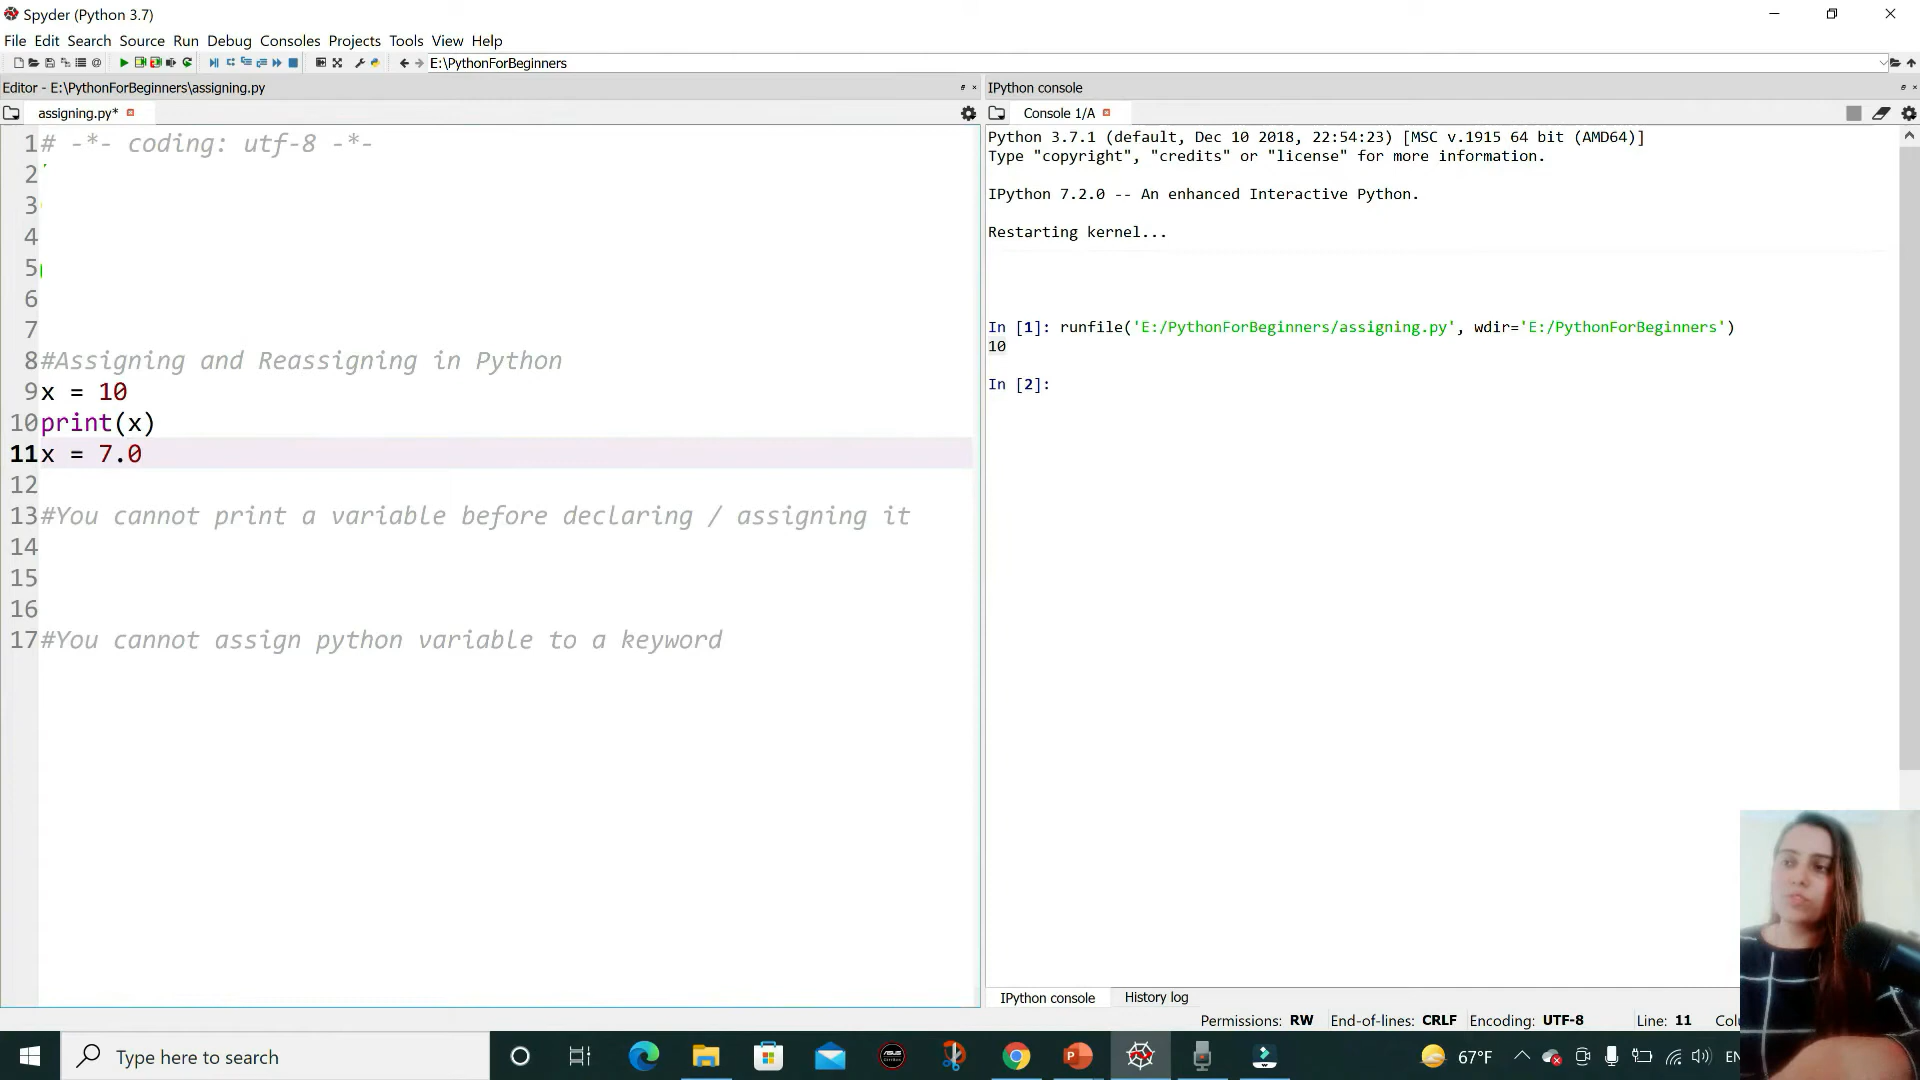 Spyder (Python 3.7)
File Edit Search Source Run Debug Consoles Projects Tools View Help
E:\PythonForBeginners
Editor - E:\PythonForBeginners\assigning.py
IPython console
assigning.py*
Console 1/A
1# -*- coding: utf-8 -*-
2
3
4
5
6
7
8#Assigning and Reassigning in Python
9x = 10
10print(x)
11x = 7.0
12
13#You cannot print a variable before declaring / assigning it
14
15
16
17#You cannot assign python variable to a keyword
Python 3.7.1 (default, Dec 10 2018, 22:54:23) [MSC v.1915 64 bit (AMD64)]
Type "copyright", "credits" or "license" for more information.
IPython 7.2.0 -- An enhanced Interactive Python.
Restarting kernel...
In [1]: runfile('E:/PythonForBeginners/assigning.py', wdir='E:/PythonForBeginners')
10
In [2]:
IPython console History log
Permissions: RW End-of-lines: CRLF Encoding: UTF-8 Line: 11 Colu
Type here to search
67°F